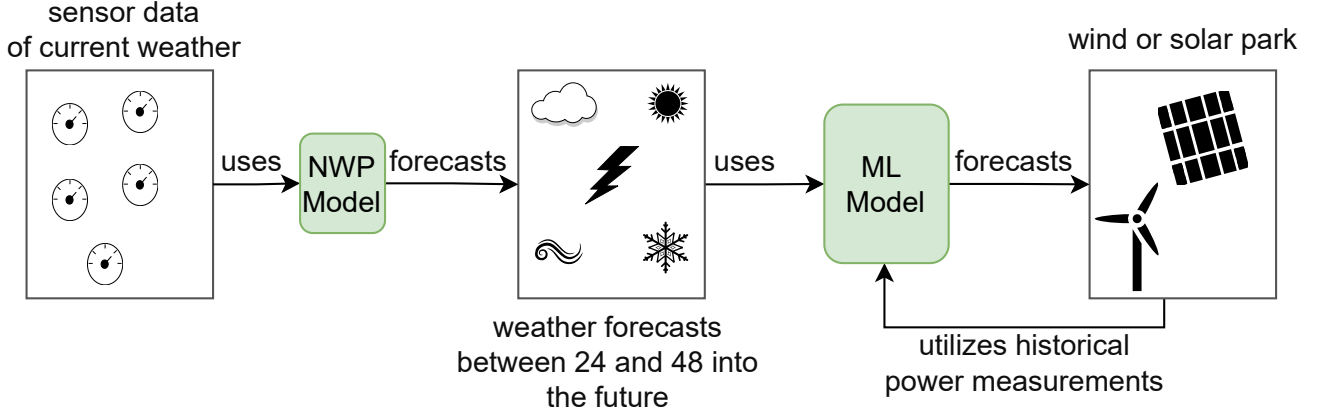 sensor data
of current weather
uses
NWP
Model
forecasts
weather forecasts
between 24 and 48 into
the future
uses
ML
Model
forecasts
wind or solar park
utilizes historical
power measurements